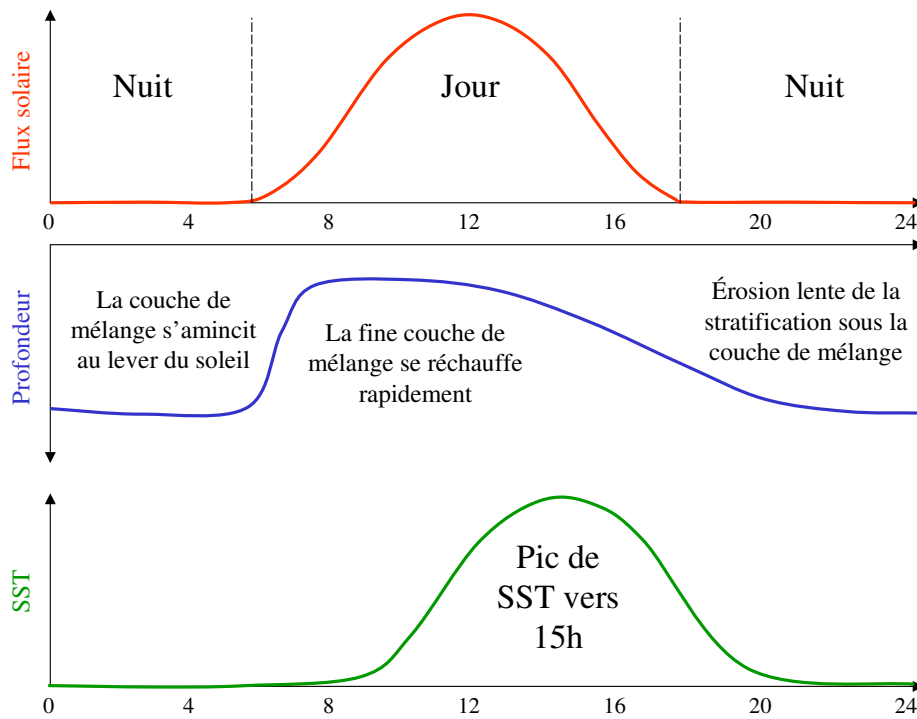 Flux solaire
Nuit
Jour
Nuit
0 4 8 12 16 20 24
Profondeur
La couche de
mélange s’amincit
au lever du soleil
La fine couche de
mélange se réchauffe
rapidement
Érosion lente de la
stratification sous la
couche de mélange
SST
Pic de
SST vers
15h
0 4 8 12 16 20 24